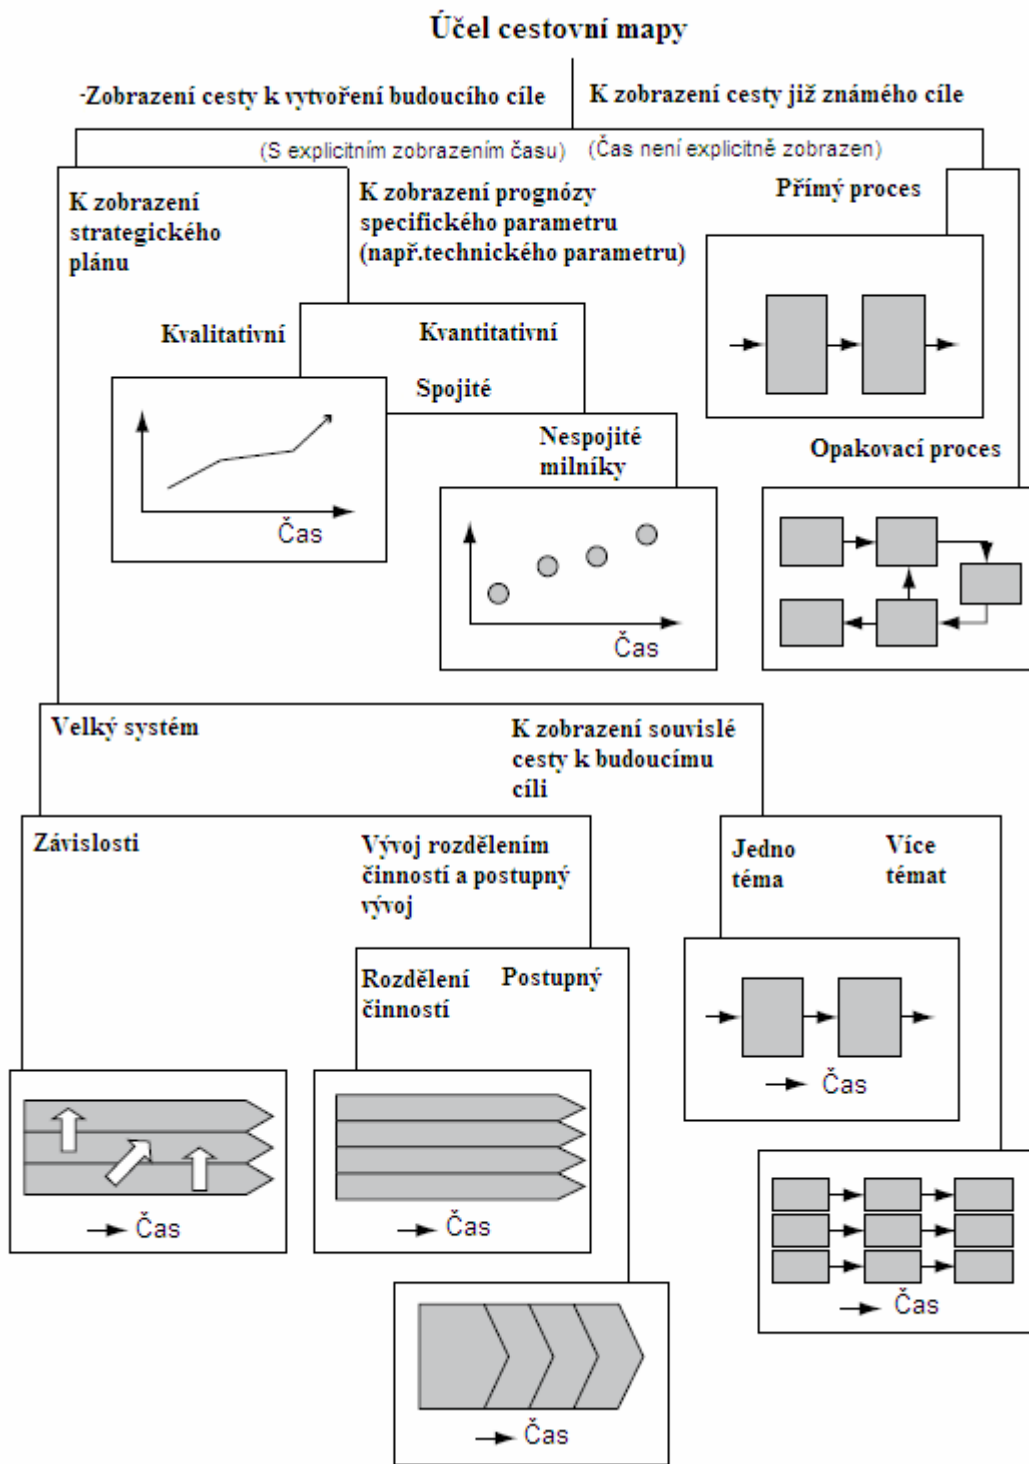 Účel cestovní mapy
-Zobrazení cesty k vytvoření budoucího cíle
K zobrazení cesty již známého cíle
(S explicitním zobrazením času)
(Čas není explicitně zobrazen)
K zobrazení
strategického
plánu
K zobrazení prognózy
specifického parametru
(např.technického parametru)
Přímý proces
Kvalitativní
Kvantitativní
Spojité
Nespojité
milníky
Opakovací proces
Čas
Čas
Velký systém
K zobrazení souvislé
cesty k budoucímu
cíli
Závislosti
Vývoj rozdělením
činností a postupný
vývoj
Jedno
téma
Více
témat
Rozdělení
činností
Postupný
Čas
Čas
Čas
Čas
Čas